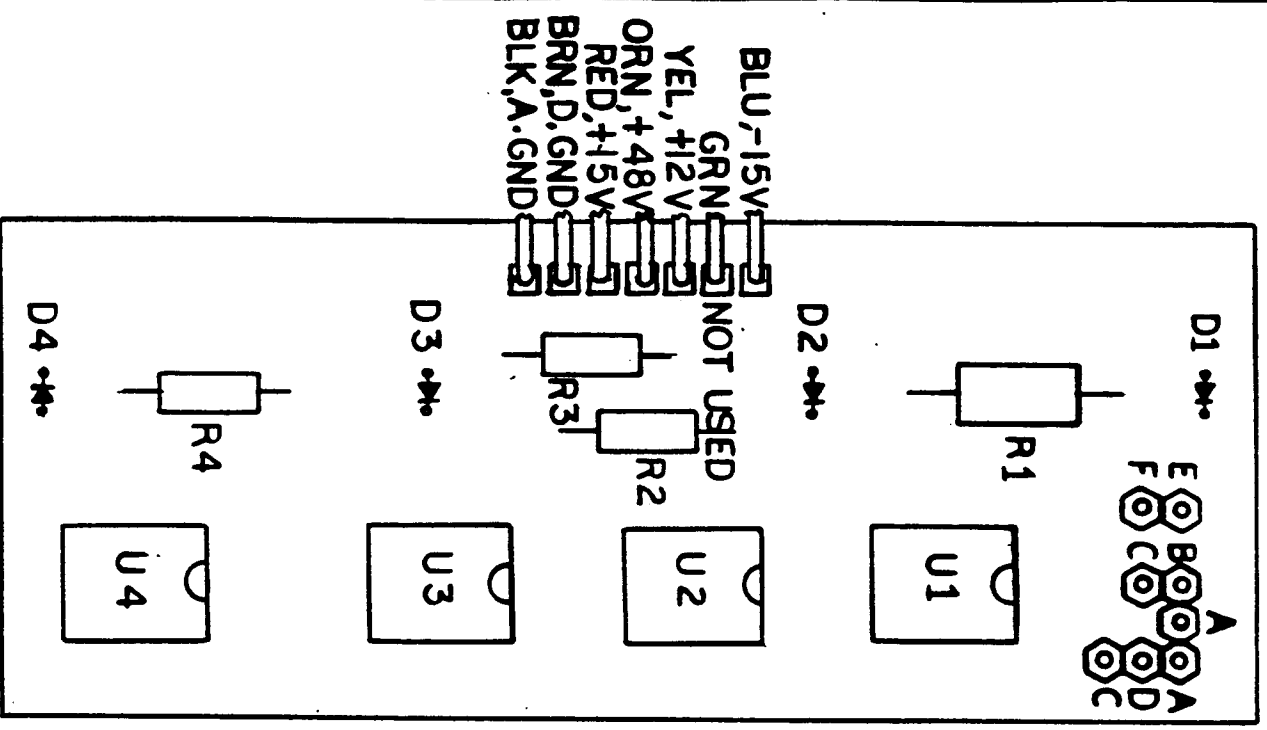 BLU,-15V
GRN
YEL, +12V
ORN,+48V
RED,+15V
BRN,D.GND
BLK,A.GND
NOT USED
D1
D2
D3
D4
R1
R2
R3
R4
U1
U2
U3
U4
E
F
B
C
A
A
D
C